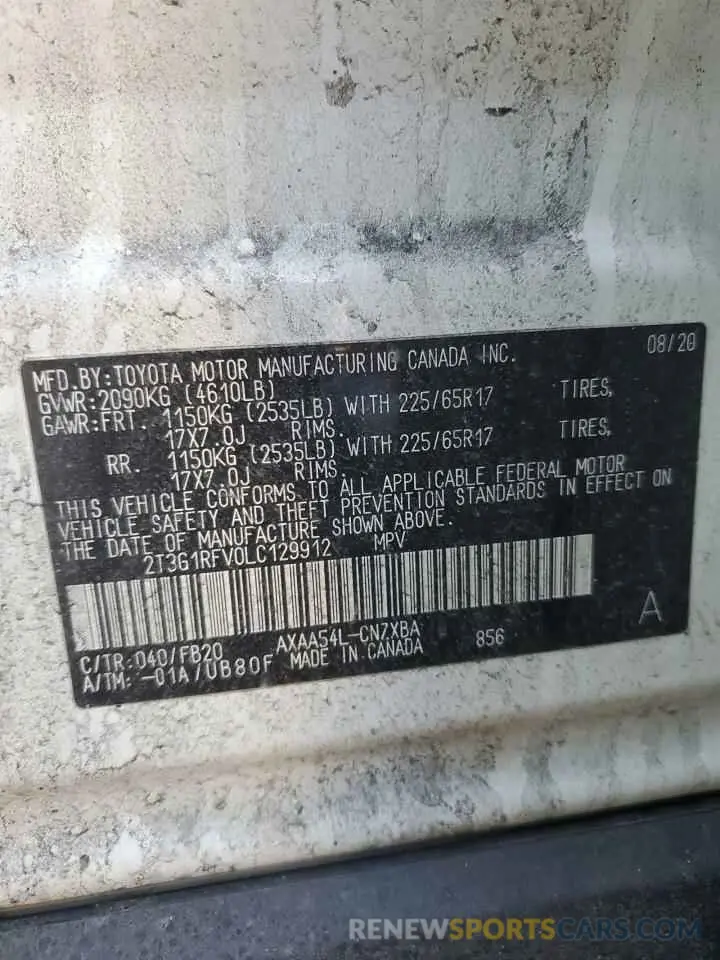 MFD.BY:TOYOTA MOTOR MANUFACTURING CANADA INC. 08/20
GVWR:2090KG (4610LB)
GAWR:FRT. 1150KG (2535LB) WITH 225/65R17 TIRES,
17X7.0J RIMS.
RR. 1150KG (2535LB) WITH 225/65R17 TIRES,
17X7.0J RIMS.
THIS VEHICLE CONFORMS TO ALL APPLICABLE FEDERAL MOTOR
VEHICLE SAFETY AND THEFT PREVENTION STANDARDS IN EFFECT ON
THE DATE OF MANUFACTURE SHOWN ABOVE.
2T3G1RFV0LC129912 MPV
C/TR:040/FB20 AXAA54L-CNZXBA 856 A
A/TM: -01A/UB80F MADE IN CANADA
RENEWSPORTSCARS.COM